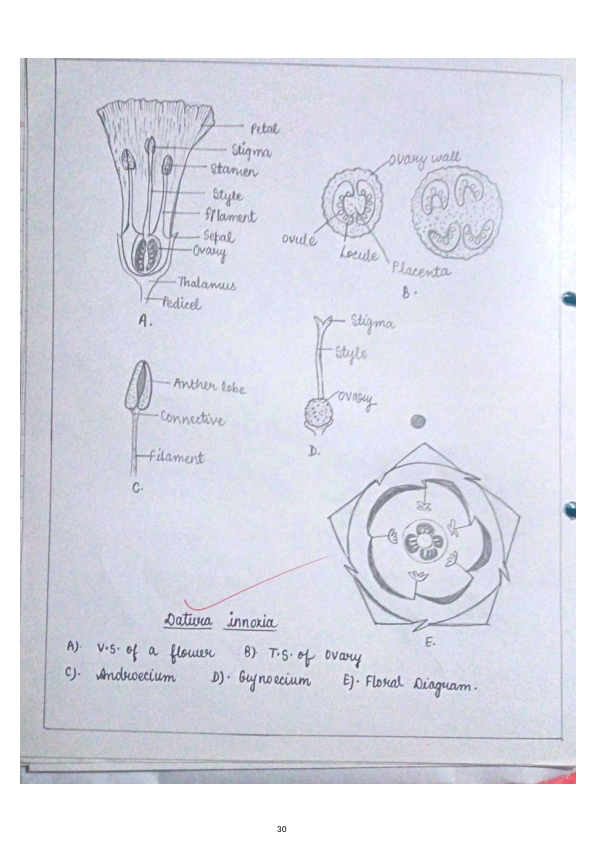 Petal
Stigma
Stamen
Style
filament
Sepal
Ovary
Thalamus
Pedicel
A.
Ovary wall
ovule
Locule
Placenta
B.
Anther lobe
Connective
Filament
C.
Stigma
Style
Ovary
D.
E.
Datura innoxia
A). V.S. of a flower B) T.S. of ovary
C). Androecium D). Gynoecium E). Floral Diagram.
30